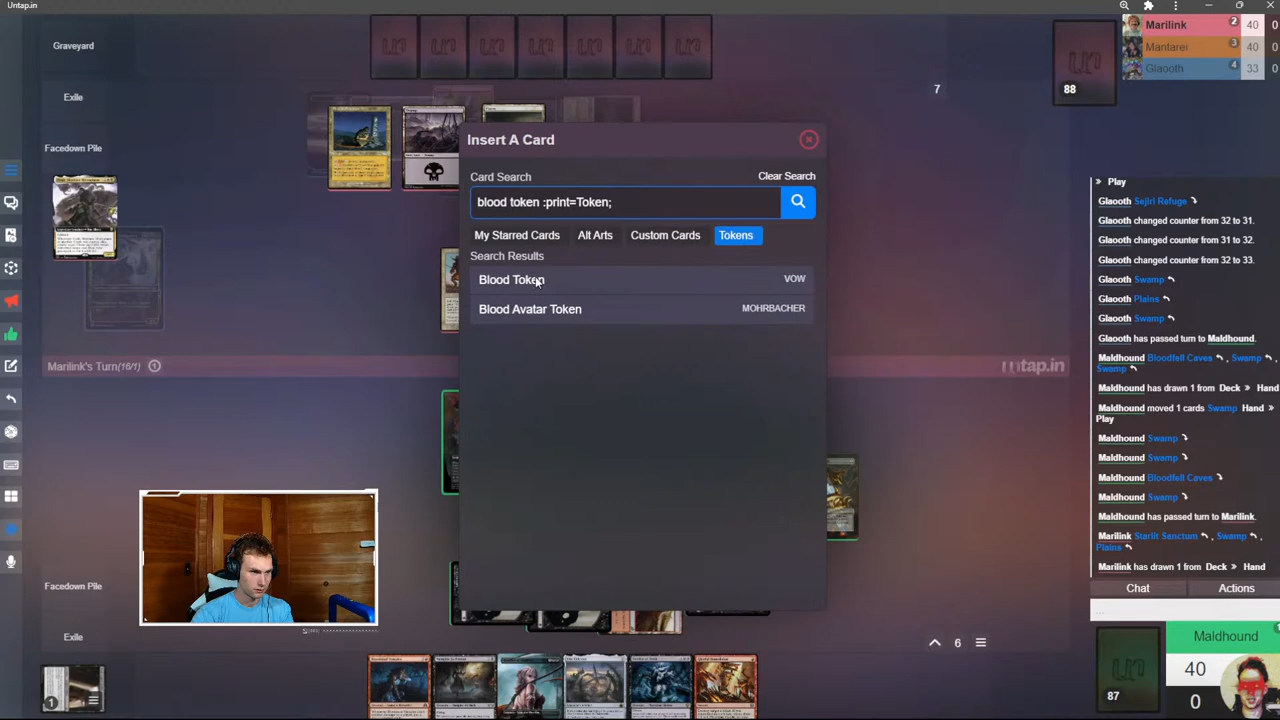 Untap.in
Graveyard
Exile
Facedown Pile
7
88
Marilink 2 40 0
Mantarei 3 40 0
Glaooth 4 33 0
Insert A Card
Card Search
Clear Search
blood token :print=Token;
My Shared Cards
Alt Arts
Custom Cards
Tokens
Search Results
Blood Token VOW
Blood Avatar Token MOHRBACHER
Marilink's Turn(16/1) 1
untap.in
Play
Glaooth Sejiri Refuge
Glaooth changed counter from 32 to 31.
Glaooth changed counter from 31 to 32.
Glaooth changed counter from 32 to 33.
Glaooth Swamp
Glaooth Plains
Glaooth Swamp
Glaooth has passed turn to Maldhound.
Maldhound Bloodfell Caves , Swamp ,
Swamp
Maldhound has drawn 1 from Deck » Hand
Maldhound moved 1 cards Swamp Hand »
Play
Maldhound Swamp
Maldhound Swamp
Maldhound Bloodfell Caves
Maldhound Swamp
Maldhound has passed turn to Marilink.
Marilink Starlit Sanctum , Swamp ,
Plains
Marilink has drawn 1 from Deck » Hand
Chat
Actions
...
Facedown Pile
Exile
6
1
Maldhound
40
0
87